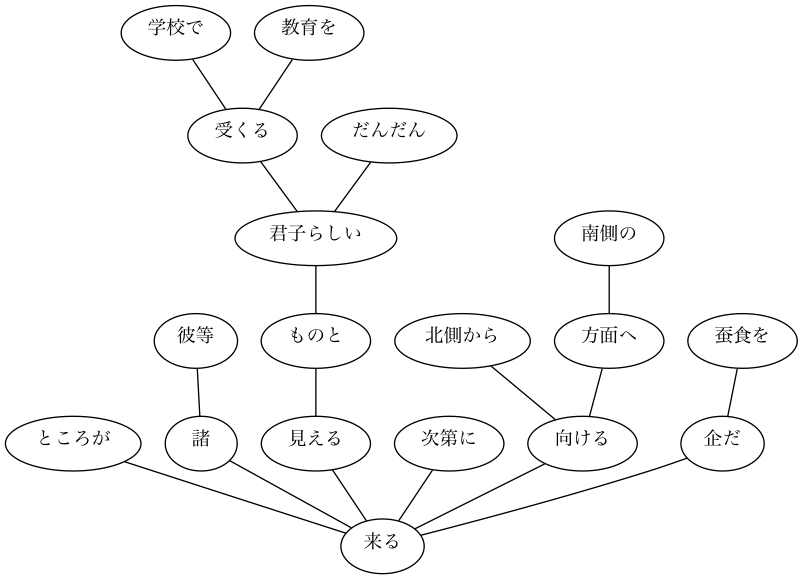 学校で
教育を
受くる
だんだん
君子らしい
南側の
彼等
ものと
北側から
方面へ
蚕食を
ところが
諸
見える
次第に
向ける
企だ
来る